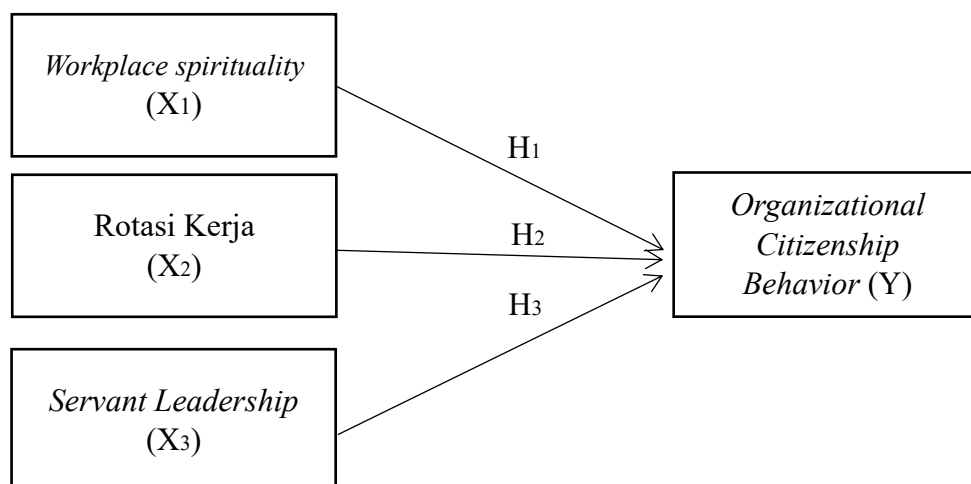 Workplace spirituality
(X1)
H1
Rotasi Kerja
(X2)
H2
Organizational
Citizenship
Behavior (Y)
H3
Servant Leadership
(X3)